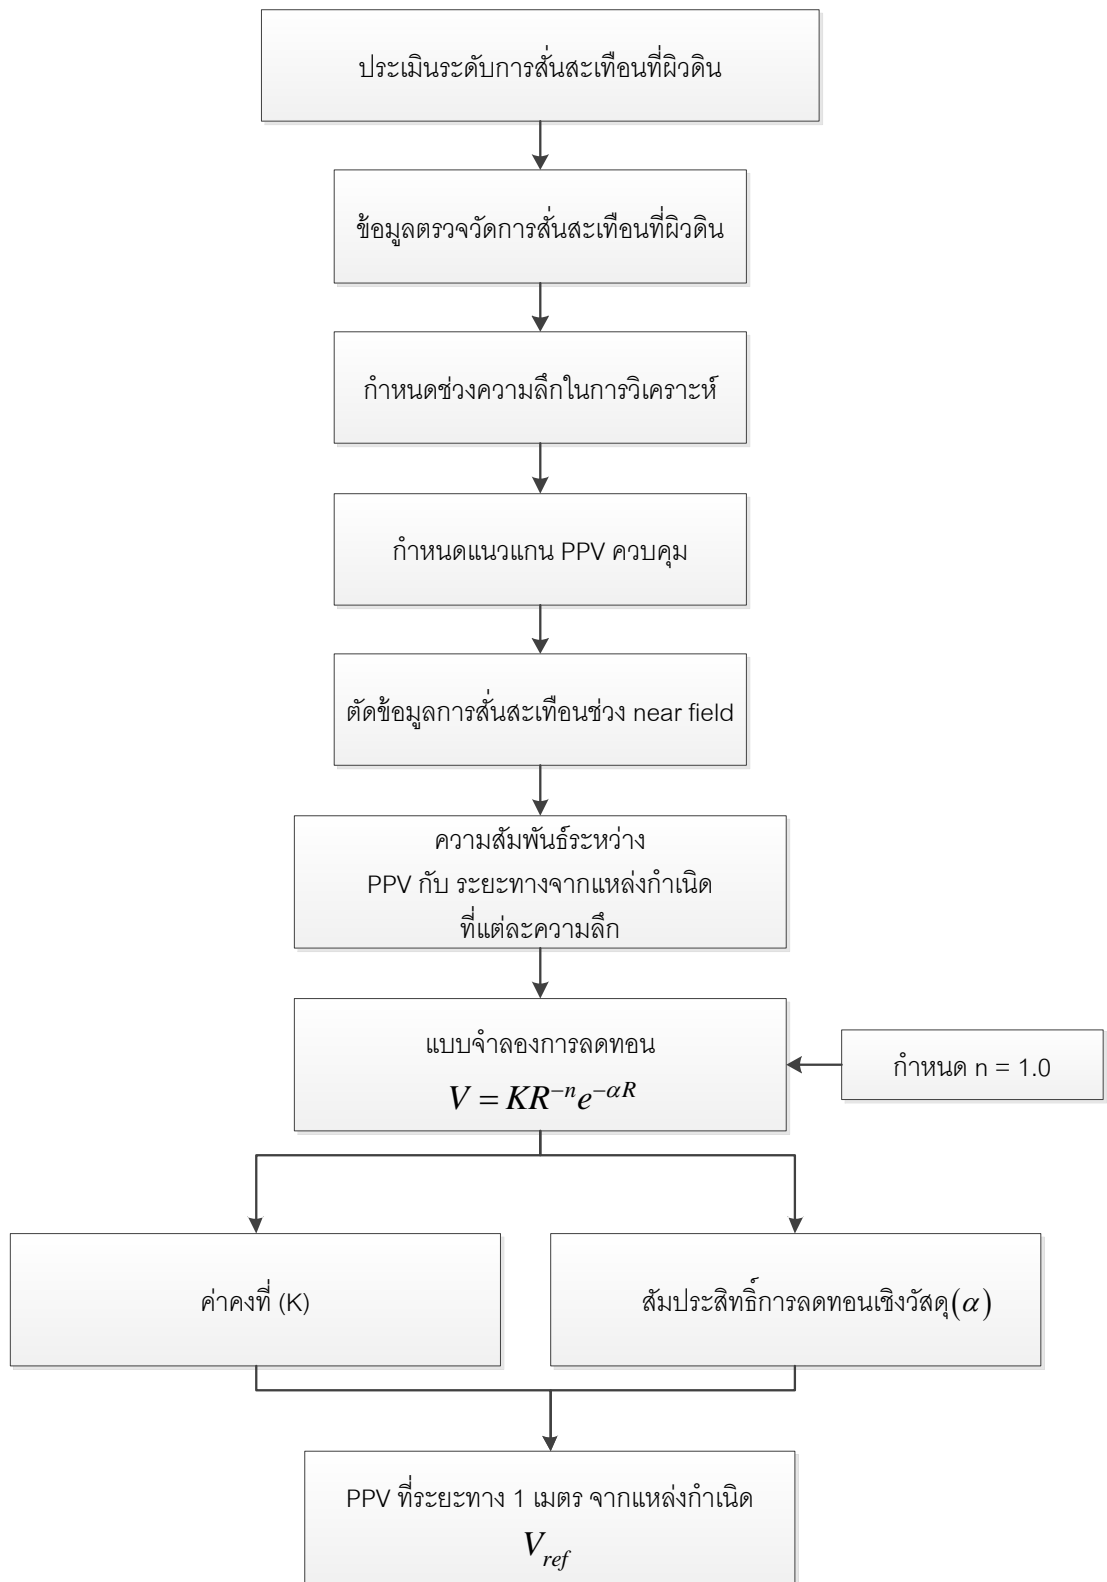 ประเมินระดับการสั่นสะเทือนที่ผิวดิน
ข้อมูลตรวจวัดการสั่นสะเทือนที่ผิวดิน
กำหนดช่วงความลึกในการวิเคราะห์
กำหนดแนวแกน PPV ควบคุม
ตัดข้อมูลการสั่นสะเทือนช่วง near field
ความสัมพันธ์ระหว่าง
PPV กับ ระยะทางจากแหล่งกำเนิด
ที่แต่ละความลึก
แบบจำลองการลดทอน
$V = KR^{-n}e^{-\alpha R}$
กำหนด n = 1.0
ค่าคงที่ (K)
สัมประสิทธิ์การลดทอนเชิงวัสดุ(α)
PPV ที่ระยะทาง 1 เมตร จากแหล่งกำเนิด
$V_{ref}$